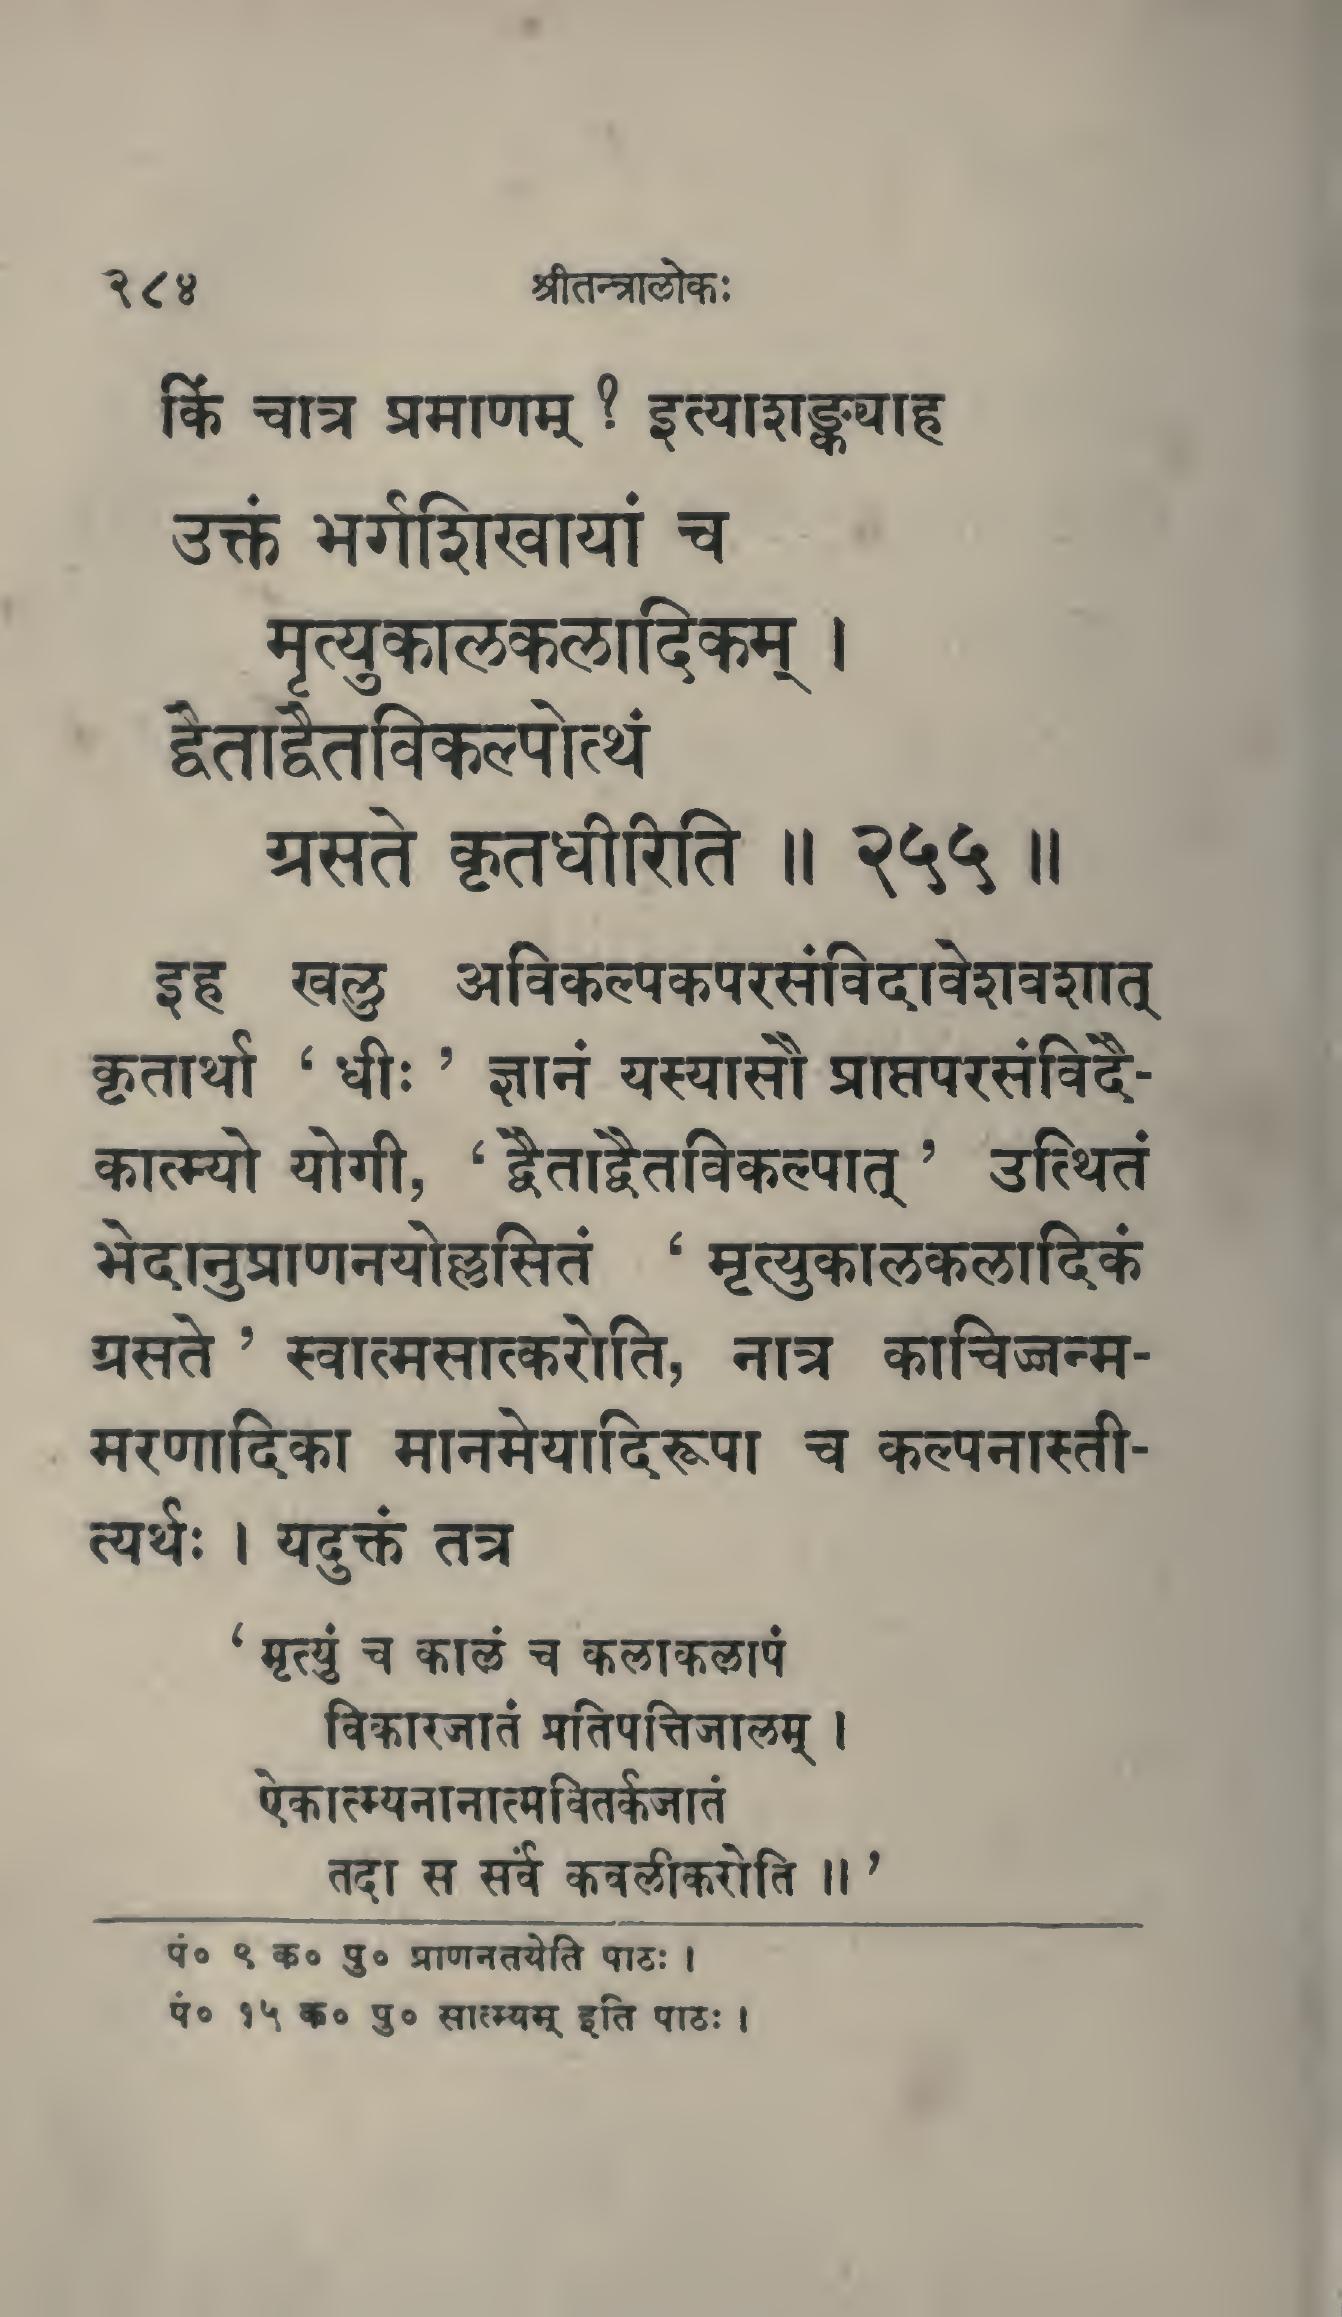 २८४ श्रीतन्त्रालोकः
किं चात्र प्रमाणम् ? इत्याशङ्क्याह
उक्तं भर्गशिखायां च
मृत्युकालकलादिकम् ।
द्वैताद्वैतविकल्पोत्थं
ग्रसते कृतधीरिति ॥ २५५ ॥
इह खलु अविकल्पकपरसंविदावेशवशात्
कृतार्था ‘ धीः ’ ज्ञानं यस्यासौ प्राप्तपरसंविदै-
कात्म्यो योगी, ‘ द्वैताद्वैतविकल्पात् ’ उत्थितं
भेदानुप्राणनयोल्लसितं ‘ मृत्युकालकलादिकं
ग्रसते ’ स्वात्मसात्करोति, नात्र काचिज्जन्म-
मरणादिका मानमेयादिरूपा च कल्पनास्ती-
त्यर्थः । यदुक्तं तत्र
‘ मृत्युं च कालं च कलाकलापं
विकारजातं प्रतिपत्तिजालम् ।
ऐकात्म्यनानात्मवितर्कजातं
तदा स सर्वं कवलीकरोति ॥ ’
पं० ९ क० पु० प्राणनतयेति पाठः ।
पं० १५ क० पु० सात्म्यम् इति पाठः ।